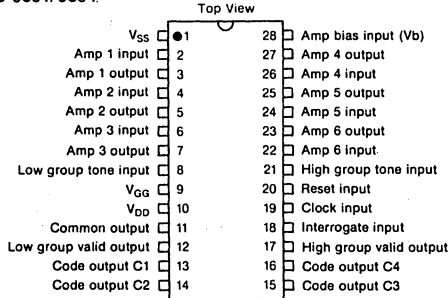 Top View
VSS 1 28 Amp bias input (Vb)
Amp 1 input 2 27 Amp 4 output
Amp 1 output 3 26 Amp 4 input
Amp 2 input 4 25 Amp 5 output
Amp 2 output 5 24 Amp 5 input
Amp 3 input 6 23 Amp 6 output
Amp 3 output 7 22 Amp 6 input
Low group tone input 8 21 High group tone input
VGG 9 20 Reset input
VDD 10 19 Clock input
Common output 11 18 Interrogate input
Low group valid output 12 17 High group valid output
Code output C1 13 16 Code output C4
Code output C2 14 15 Code output C3